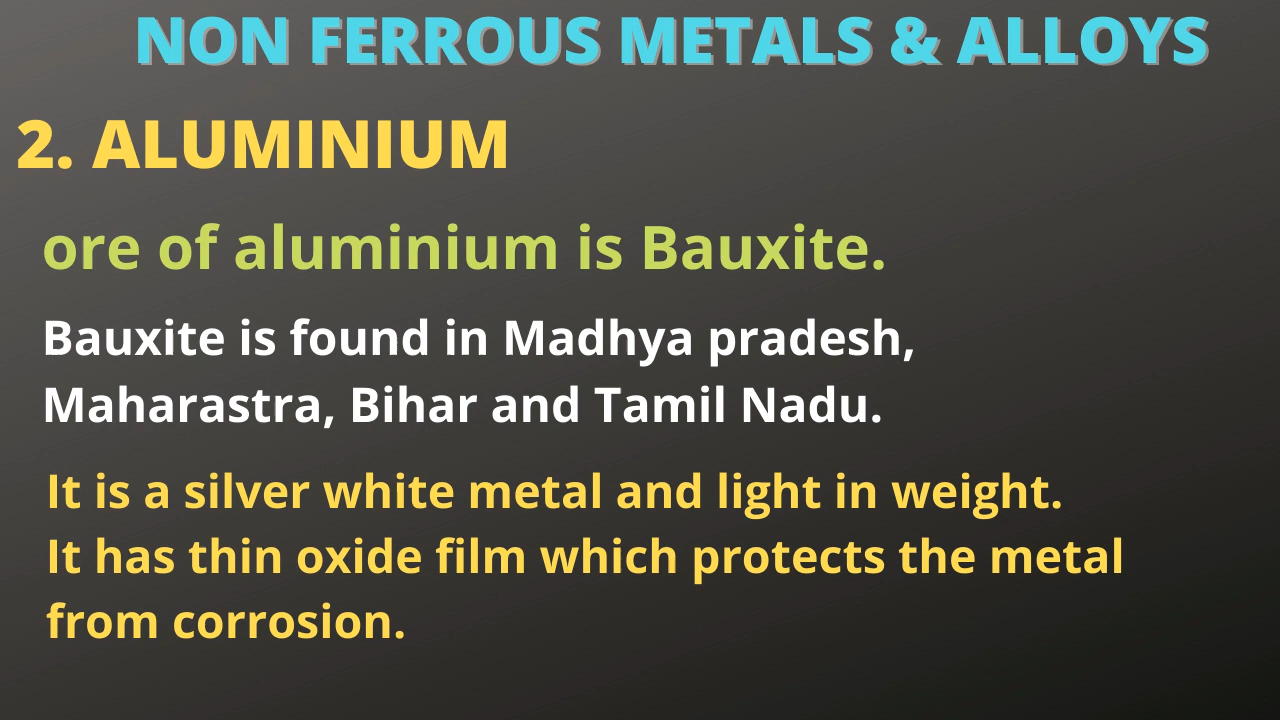 NON FERROUS METALS & ALLOYS
2. ALUMINIUM
ore of aluminium is Bauxite.
Bauxite is found in Madhya pradesh,
Maharastra, Bihar and Tamil Nadu.
It is a silver white metal and light in weight.
It has thin oxide film which protects the metal
from corrosion.